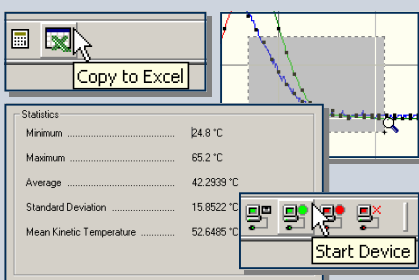 Copy to Excel
Statistics
Minimum ........................... 24.8 °C
Maximum .......................... 65.2 °C
Average ............................. 42.2939 °C
Standard Deviation ............. 15.8522 °C
Mean Kinetic Temperature ............ 52.6485 °C
Start Device